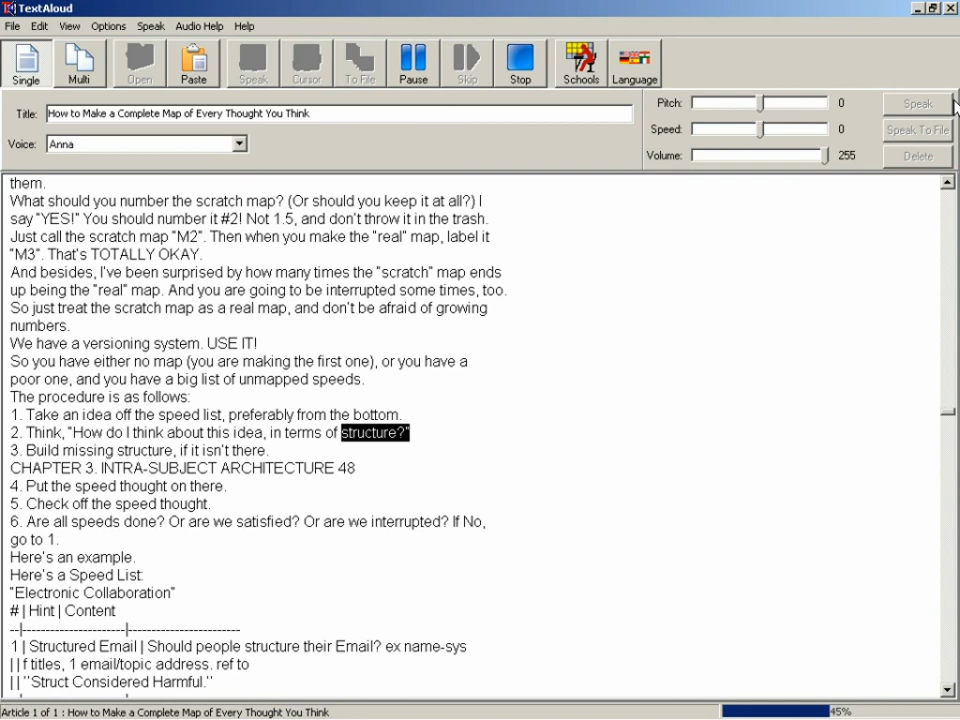 TextAloud
File Edit View Options Speak Audio Help Help
Single Multi Open Paste Speak Cursor To File Pause Skip Stop Schools Language
Title: How to Make a Complete Map of Every Thought You Think
Voice: Anna
Pitch: 0 Speak
Speed: 0 Speak To File
Volume: 255 Delete
them.
What should you number the scratch map? (Or should you keep it at all?) I
say "YES!" You should number it #2! Not 1.5, and don't throw it in the trash.
Just call the scratch map "M2". Then when you make the "real" map, label it
"M3". That's TOTALLY OKAY.
And besides, I've been surprised by how many times the "scratch" map ends
up being the "real" map. And you are going to be interrupted some times, too.
So just treat the scratch map as a real map, and don't be afraid of growing
numbers.
We have a versioning system. USE IT!
So you have either no map (you are making the first one), or you have a
poor one, and you have a big list of unmapped speeds.
The procedure is as follows:
1. Take an idea off the speed list, preferably from the bottom.
2. Think, "How do I think about this idea, in terms of structure?"
3. Build missing structure, if it isn't there.
CHAPTER 3. INTRA-SUBJECT ARCHITECTURE 48
4. Put the speed thought on there.
5. Check off the speed thought.
6. Are all speeds done? Or are we satisfied? Or are we interrupted? If No,
go to 1.
Here's an example.
Here's a Speed List:
"Electronic Collaboration"
# | Hint | Content
--|----------------------|------------------------
1 | Structured Email | Should people structure their Email? ex name-sys
| | f titles, 1 email/topic address. ref to
| | ''Struct Considered Harmful.''
Article 1 of 1 : How to Make a Complete Map of Every Thought You Think 45%